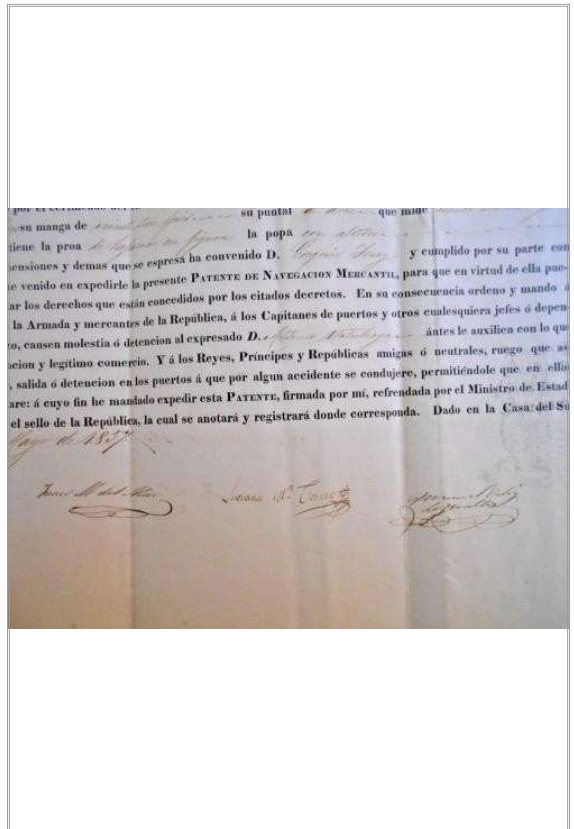 su puntal que mide
su manga de
tiene la proa la popa
ensiones y demas que se espresa ha convenido D. y cumplido por su parte con
e venido en expedirle la presente PATENTE DE NAVEGACION MERCANTIL, para que en virtud de ella pue-
ar los derechos que están concedidos por los citados decretos. En su consecuencia ordeno y mando á
la Armada y mercantes de la República, á los Capitanes de puertos y otros cualesquiera jefes ó depen-
o, causen molestia ó detencion al expresado D. ántes le auxilien con lo que
acion y legítimo comercio. Y á los Reyes, Príncipes y Repúblicas amigas ó neutrales, ruego que as
, salida ó detencion en los puertos á que por algun accidente se condujere, permitiéndole que en ello
are: á cuyo fin he mandado expedir esta PATENTE, firmada por mí, refrendada por el Ministro de Estad
el sello de la República, la cual se anotará y registrará donde corresponda. Dado en la Casa del Su
Mayo de 1857